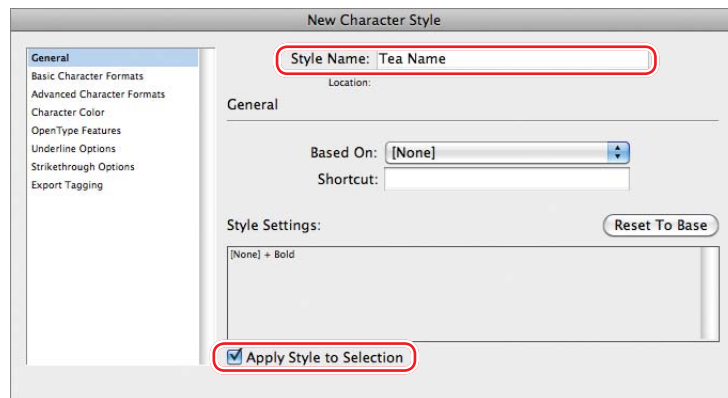 New Character Style
General
Basic Character Formats
Advanced Character Formats
Character Color
OpenType Features
Underline Options
Strikethrough Options
Export Tagging
Style Name: Tea Name
Location:
General
Based On: [None]
Shortcut:
Style Settings: Reset To Base
[None] + Bold
Apply Style to Selection